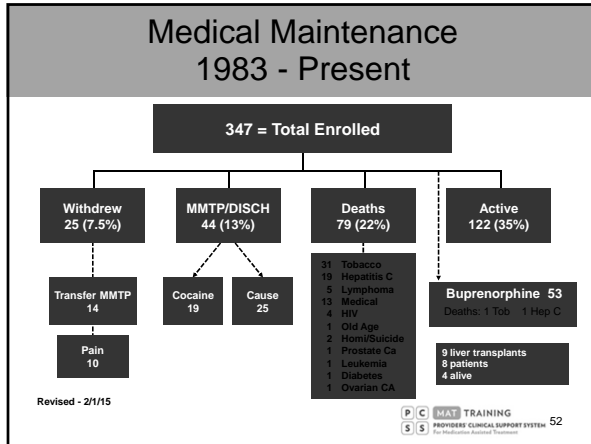 Medical Maintenance
1983 - Present
347 = Total Enrolled
Withdrew
25 (7.5%)
MMTP/DISCH
44 (13%)
Deaths
79 (22%)
Active
122 (35%)
Transfer MMTP
14
Pain
10
Cocaine
19
Cause
25
31 Tobacco
19 Hepatitis C
5 Lymphoma
13 Medical
4 HIV
1 Old Age
2 Homi/Suicide
1 Prostate Ca
1 Leukemia
1 Diabetes
1 Ovarian CA
Buprenorphine 53
Deaths: 1 Tob 1 Hep C
9 liver transplants
8 patients
4 alive
Revised - 2/1/15
PCSS MAT TRAINING
PROVIDERS' CLINICAL SUPPORT SYSTEM
For Medication Assisted Treatment
52